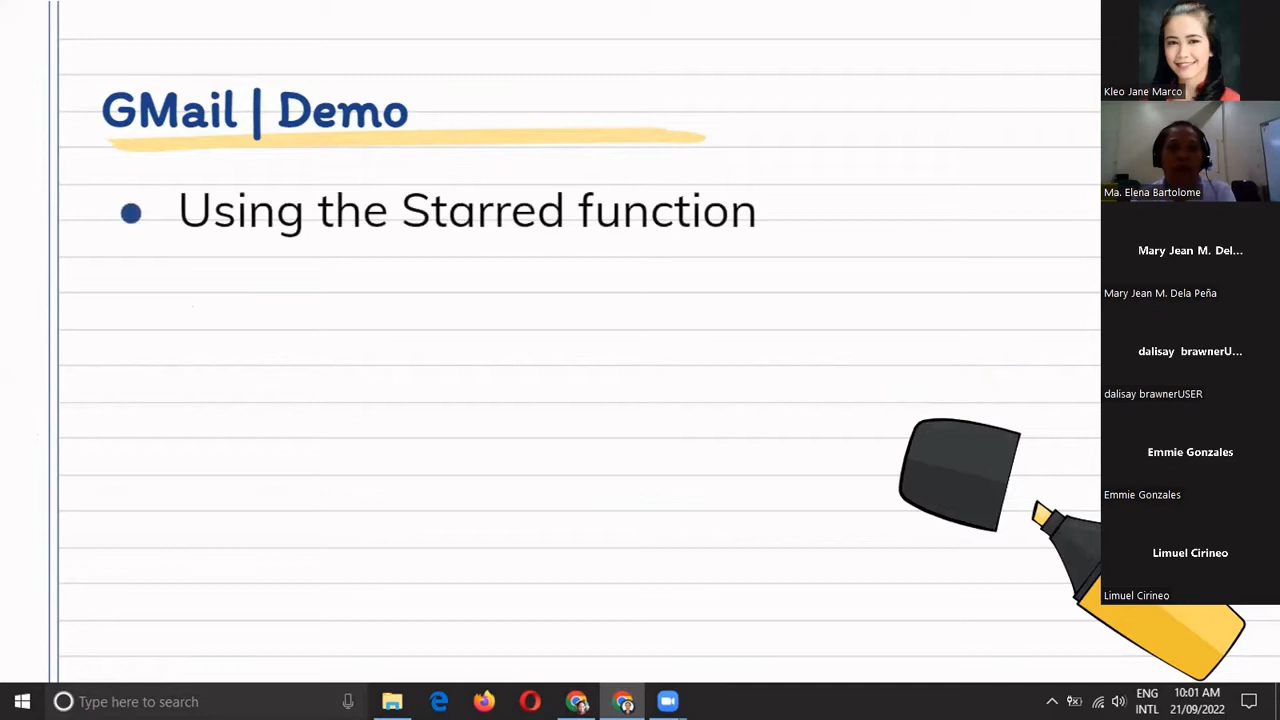 GMail | Demo
Using the Starred function
Kleo Jane Marco
Ma. Elena Bartolome
Mary Jean M. Del...
Mary Jean M. Dela Peña
dalisay brawnerU...
dalisay brawnerUSER
Emmie Gonzales
Emmie Gonzales
Limuel Cirineo
Limuel Cirineo
Type here to search
ENG
INTL
10:01 AM
21/09/2022